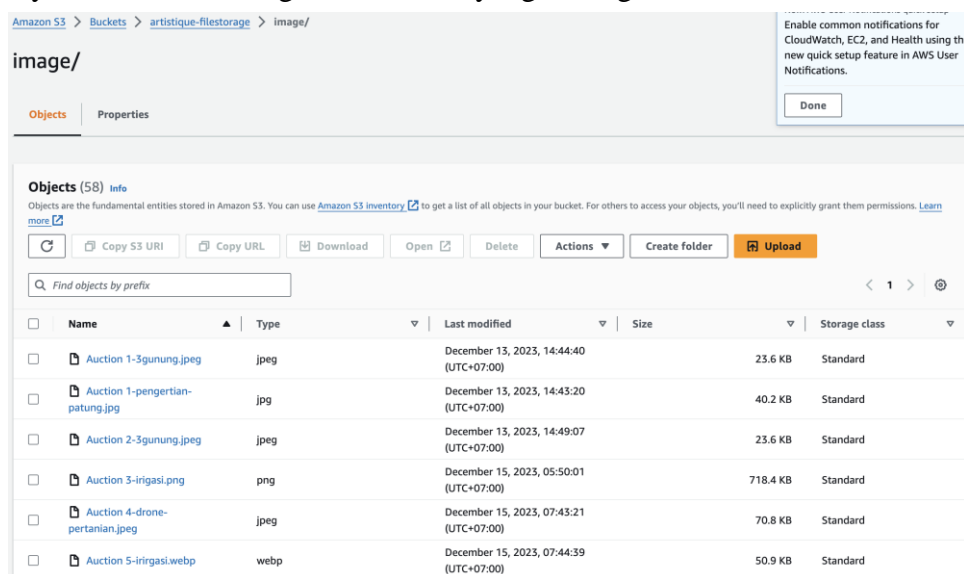 Amazon S3 > Buckets > artistique-filestorage > image/
Enable common notifications for
CloudWatch, EC2, and Health using th
new quick setup feature in AWS User
Notifications.
Done
image/
Objects Properties
Objects (58) Info
Objects are the fundamental entities stored in Amazon S3. You can use Amazon S3 inventory to get a list of all objects in your bucket. For others to access your objects, you'll need to explicitly grant them permissions. Learn
more
Copy S3 URI Copy URL Download Open Delete Actions Create folder Upload
Find objects by prefix < 1 >
Name Type Last modified Size Storage class
Auction 1-3gunung.jpeg jpeg December 13, 2023, 14:44:40 (UTC+07:00) 23.6 KB Standard
Auction 1-pengertian-patung.jpg jpg December 13, 2023, 14:43:20 (UTC+07:00) 40.2 KB Standard
Auction 2-3gunung.jpeg jpeg December 13, 2023, 14:49:07 (UTC+07:00) 23.6 KB Standard
Auction 3-irigasi.png png December 15, 2023, 05:50:01 (UTC+07:00) 718.4 KB Standard
Auction 4-drone-pertanian.jpeg jpeg December 15, 2023, 07:43:21 (UTC+07:00) 70.8 KB Standard
Auction 5-irirgasi.webp webp December 15, 2023, 07:44:39 (UTC+07:00) 50.9 KB Standard